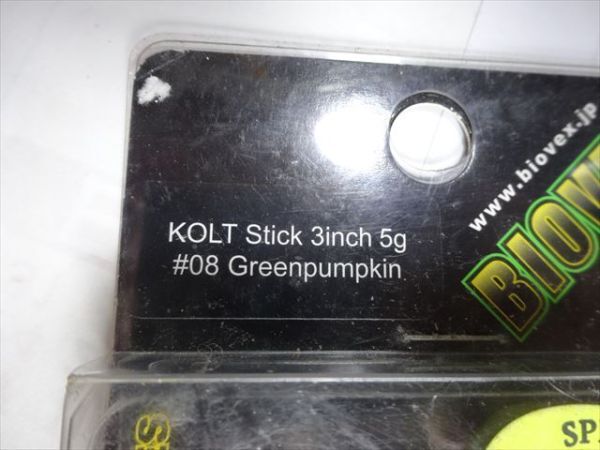 www.biovex.jp
KOLT Stick 3inch 5g
#08 Greenpumpkin